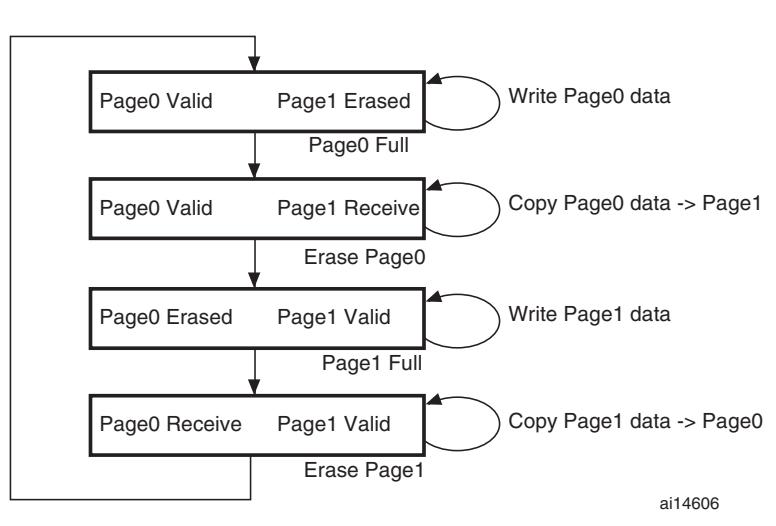 Page0 Valid Page1 Erased
Write Page0 data
Page0 Full
Page0 Valid Page1 Receive
Copy Page0 data -> Page1
Erase Page0
Page0 Erased Page1 Valid
Write Page1 data
Page1 Full
Page0 Receive Page1 Valid
Copy Page1 data -> Page0
Erase Page1
ai14606